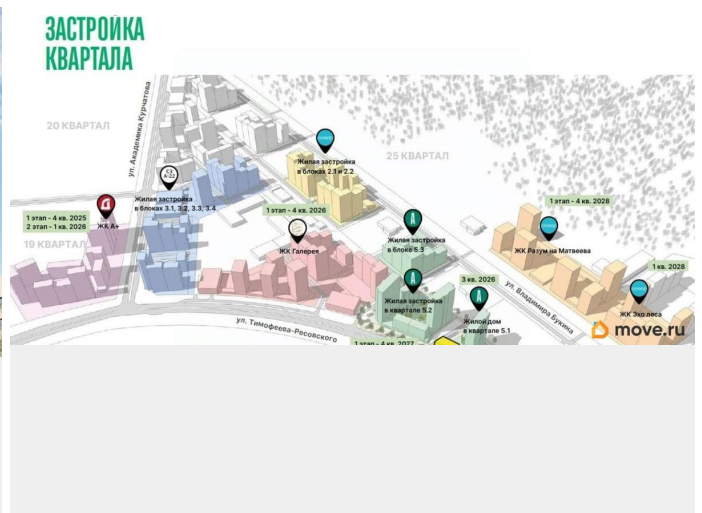 ЗАСТРОЙКА
КВАРТАЛА
20 КВАРТАЛ
ул. Академика Курчатова
25 КВАРТАЛ
Жилая застройка
в блоках 2.1 и 2.2
СЗ
А-22
Жилая застройка
в блоках 3.1, 3.2, 3.3, 3.4
1 этап - 4 кв. 2028
1 этап - 4 кв. 2025
2 этап - 1 кв. 2026
ЖК А+
1 этап - 4 кв. 2026
19 КВАРТАЛ
ЖК Галерея
Жилая застройка
в блоке 5.3
ЖК Разум на Матвеева
1 кв. 2028
3 кв. 2026
ул. Владимира Букина
Жилая застройка
в квартале 5.2
ЖК Эхо леса
ул. Тимофеева-Ресовского
Жилой дом
в квартале 5.1
move.ru
1 этап - 4 кв. 2027